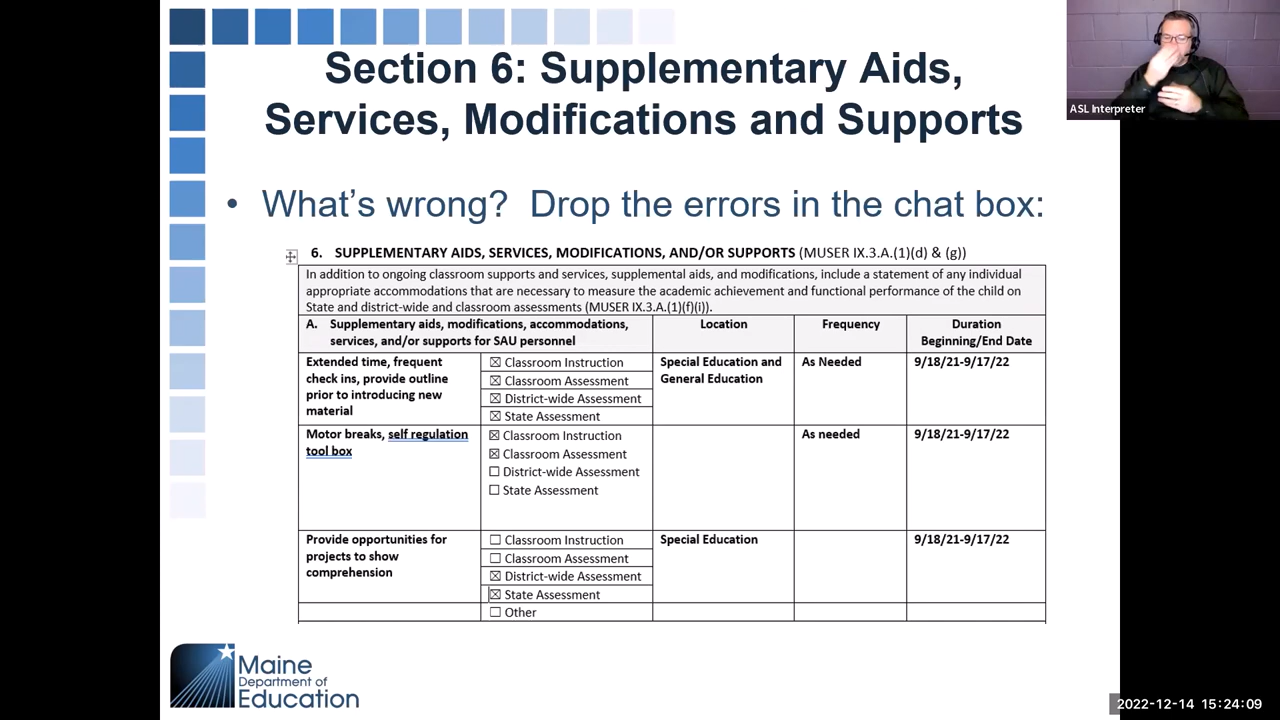 Section 6: Supplementary Aids,
Services, Modifications and Supports
ASL Interpreter
• What's wrong?  Drop the errors in the chat box:
6. SUPPLEMENTARY AIDS, SERVICES, MODIFICATIONS, AND/OR SUPPORTS (MUSER IX.3.A.(1)(d) & (g))
In addition to ongoing classroom supports and services, supplemental aids, and modifications, include a statement of any individual
appropriate accommodations that are necessary to measure the academic achievement and functional performance of the child on
State and district-wide and classroom assessments (MUSER IX.3.A.(1)(f)(i)).
A. Supplementary aids, modifications, accommodations,
services, and/or supports for SAU personnel
Location
Frequency
Duration
Beginning/End Date
Extended time, frequent
check ins, provide outline
prior to introducing new
material
☒ Classroom Instruction
☒ Classroom Assessment
☒ District-wide Assessment
☒ State Assessment
Special Education and
General Education
As Needed
9/18/21-9/17/22
Motor breaks, self regulation
tool box
☒ Classroom Instruction
☒ Classroom Assessment
☐ District-wide Assessment
☐ State Assessment
As needed
9/18/21-9/17/22
Provide opportunities for
projects to show
comprehension
☐ Classroom Instruction
☐ Classroom Assessment
☒ District-wide Assessment
☒ State Assessment
☐ Other
Special Education
9/18/21-9/17/22
Maine
Department of
Education
2022-12-14 15:24:09